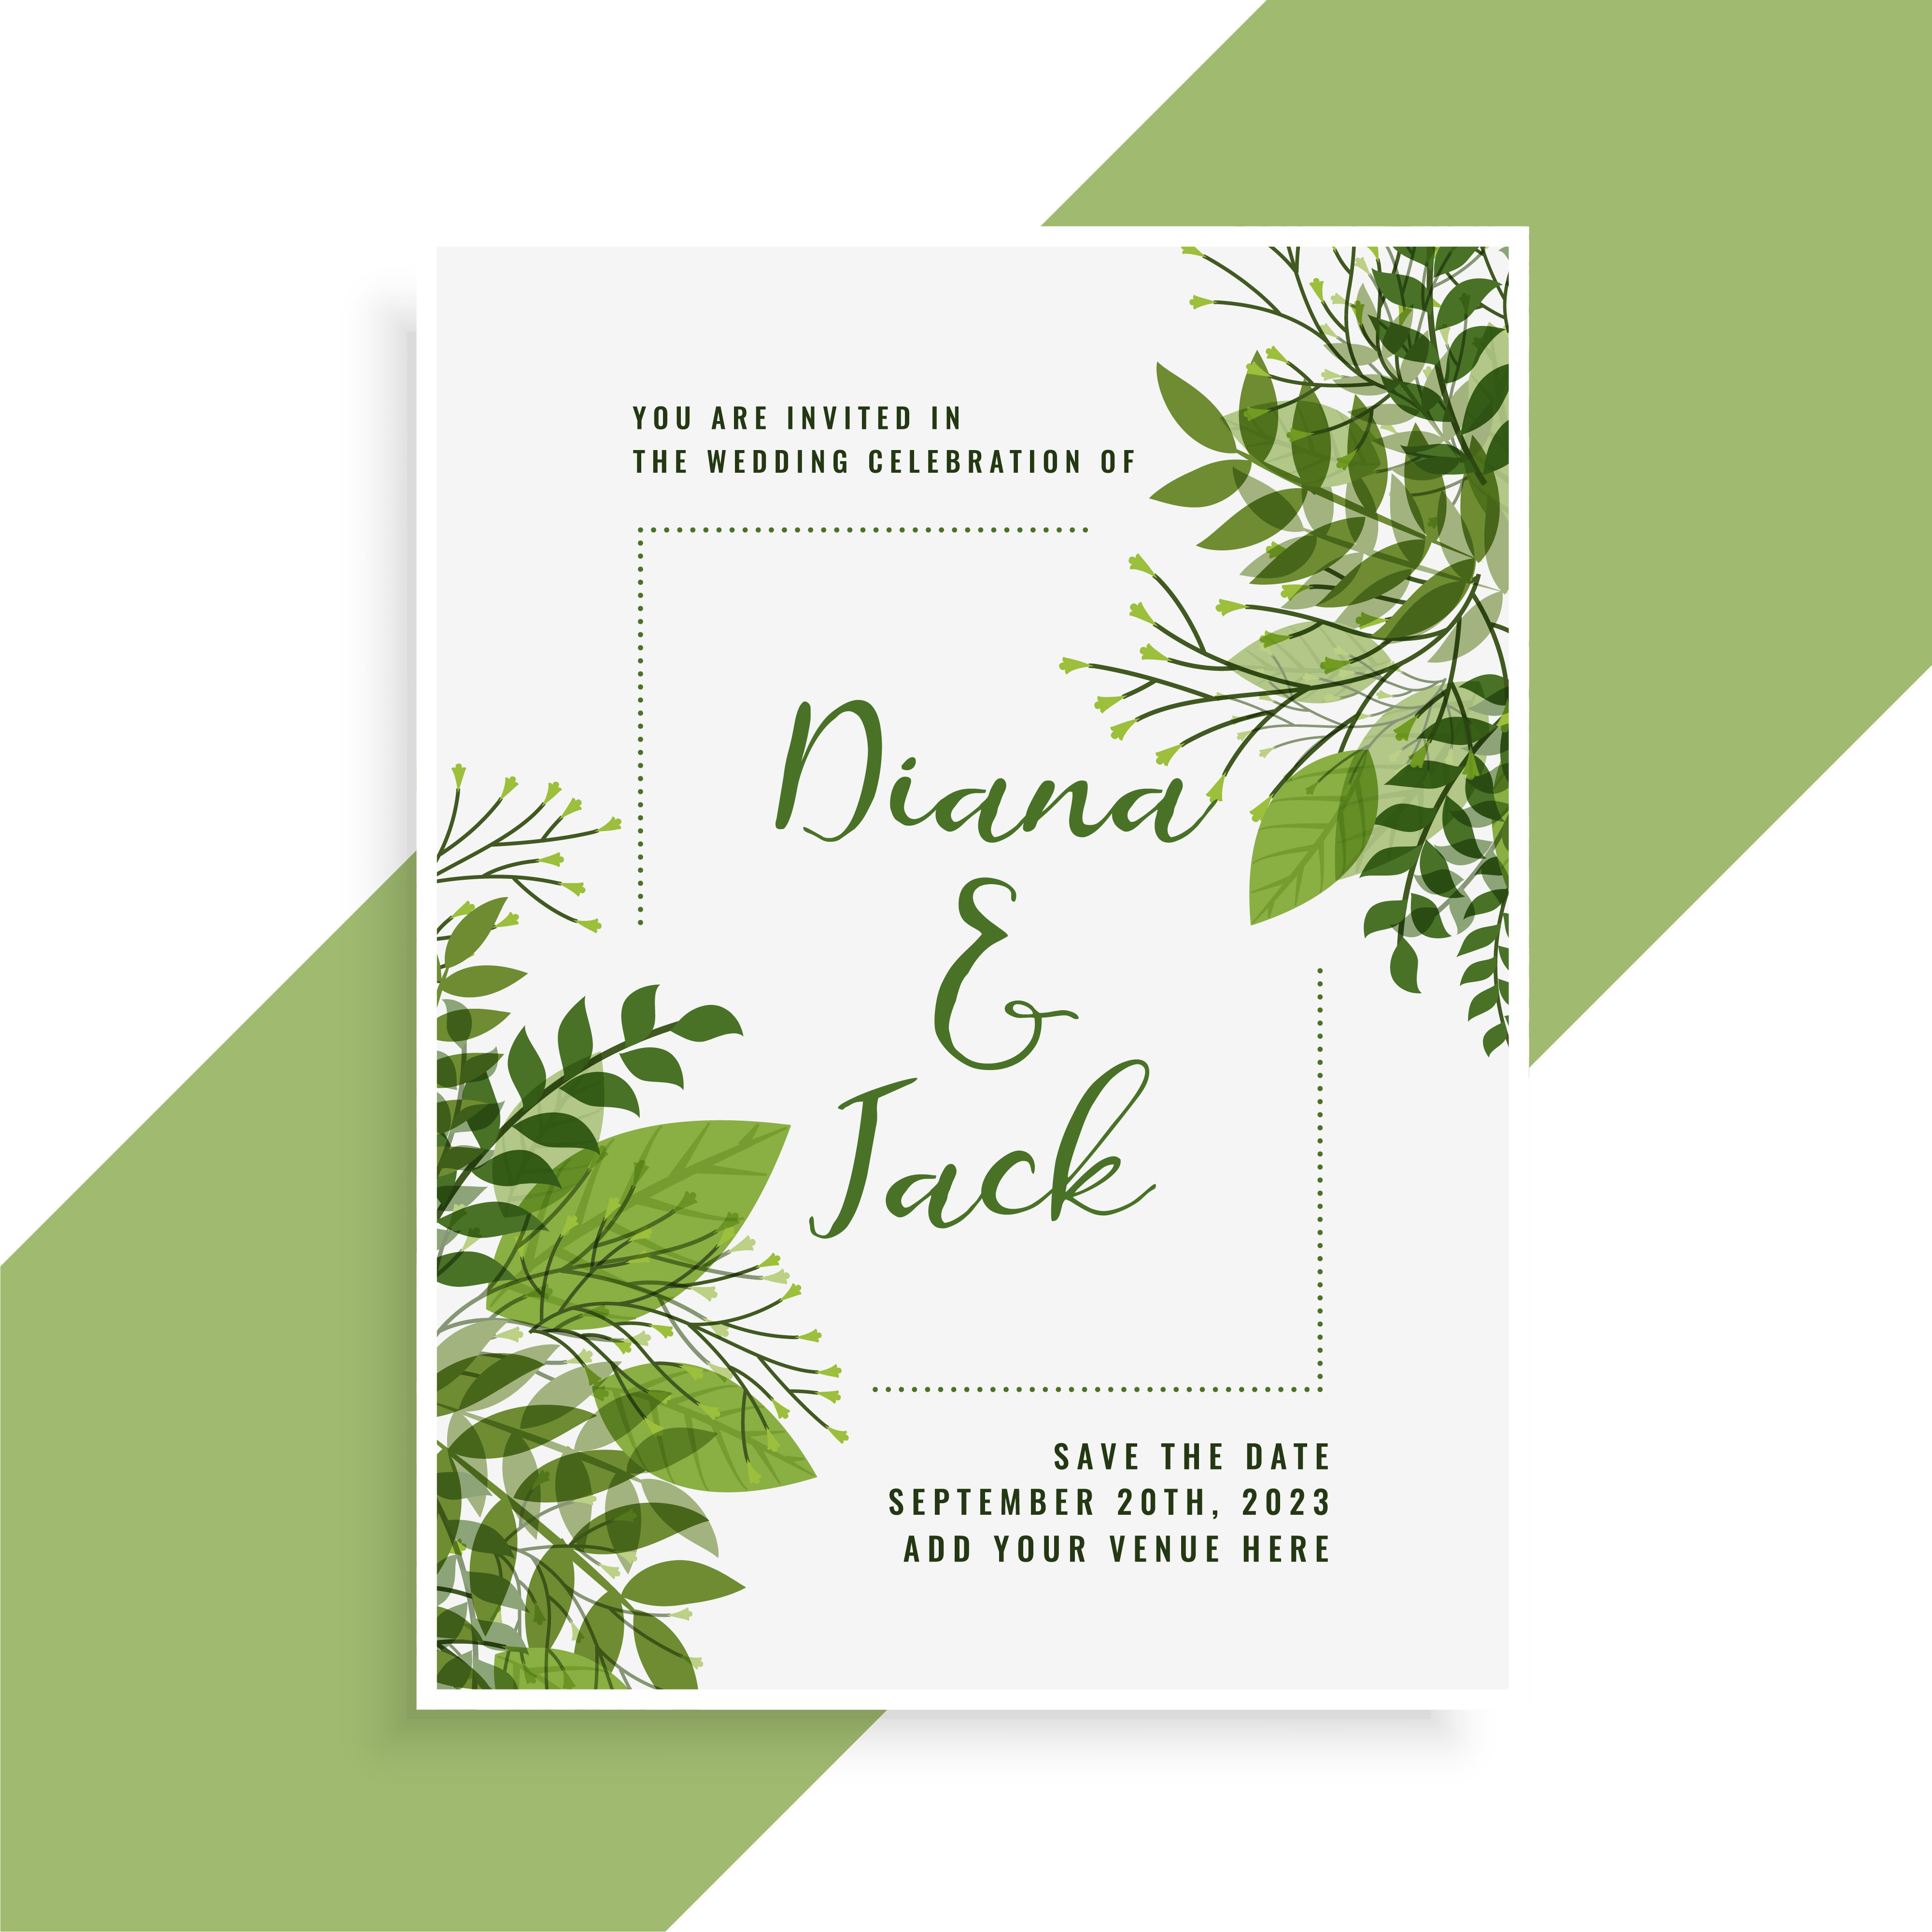 YOU ARE INVITED IN
THE WEDDING CELEBRATION OF
Diana
&
Jack
SAVE THE DATE
SEPTEMBER 20TH, 2023
ADD YOUR VENUE HERE